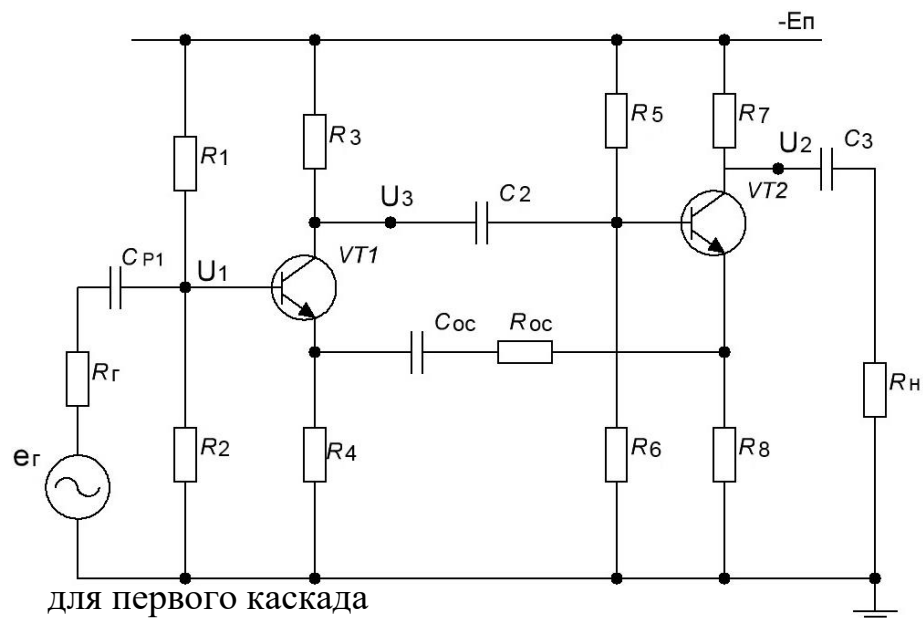 -Eп
R1
R3
R5
R7
U2
C3
U3
C2
VT2
CP1
U1
VT1
Cос
Rос
Rг
Rн
R2
R4
R6
R8
eг
для первого каскада